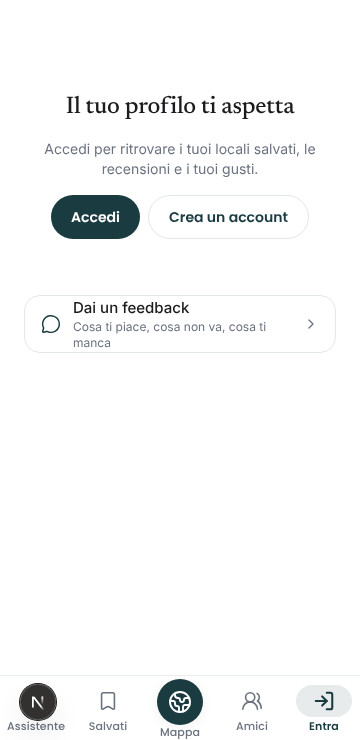 Il tuo profilo ti aspetta
Accedi per ritrovare i tuoi locali salvati, le
recensioni e i tuoi gusti.
Accedi
Crea un account
Dai un feedback
Cosa ti piace, cosa non va, cosa ti
manca
N
Assistente
Salvati
Mappa
Amici
Entra